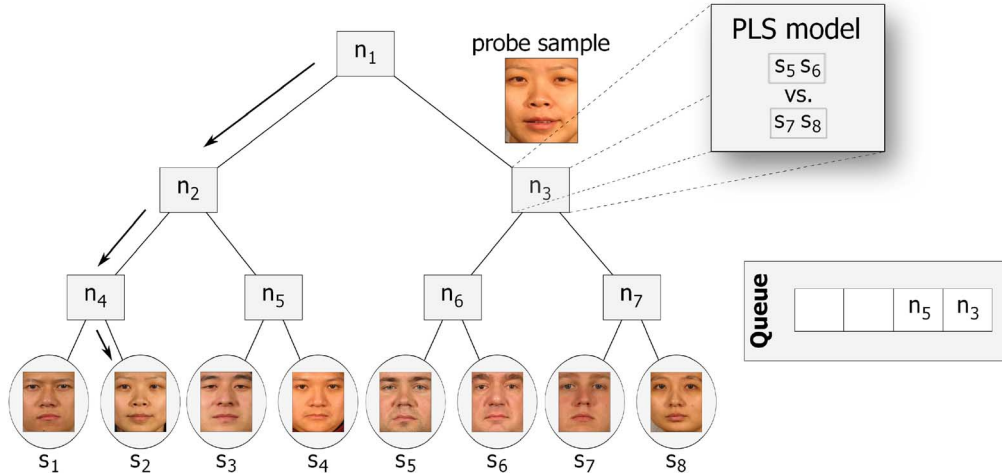 n1
probe sample
PLS model
s5 s6
vs.
s7 s8
n2
n3
n4
n5
n6
n7
Queue
n5
n3
s1
s2
s3
s4
s5
s6
s7
s8